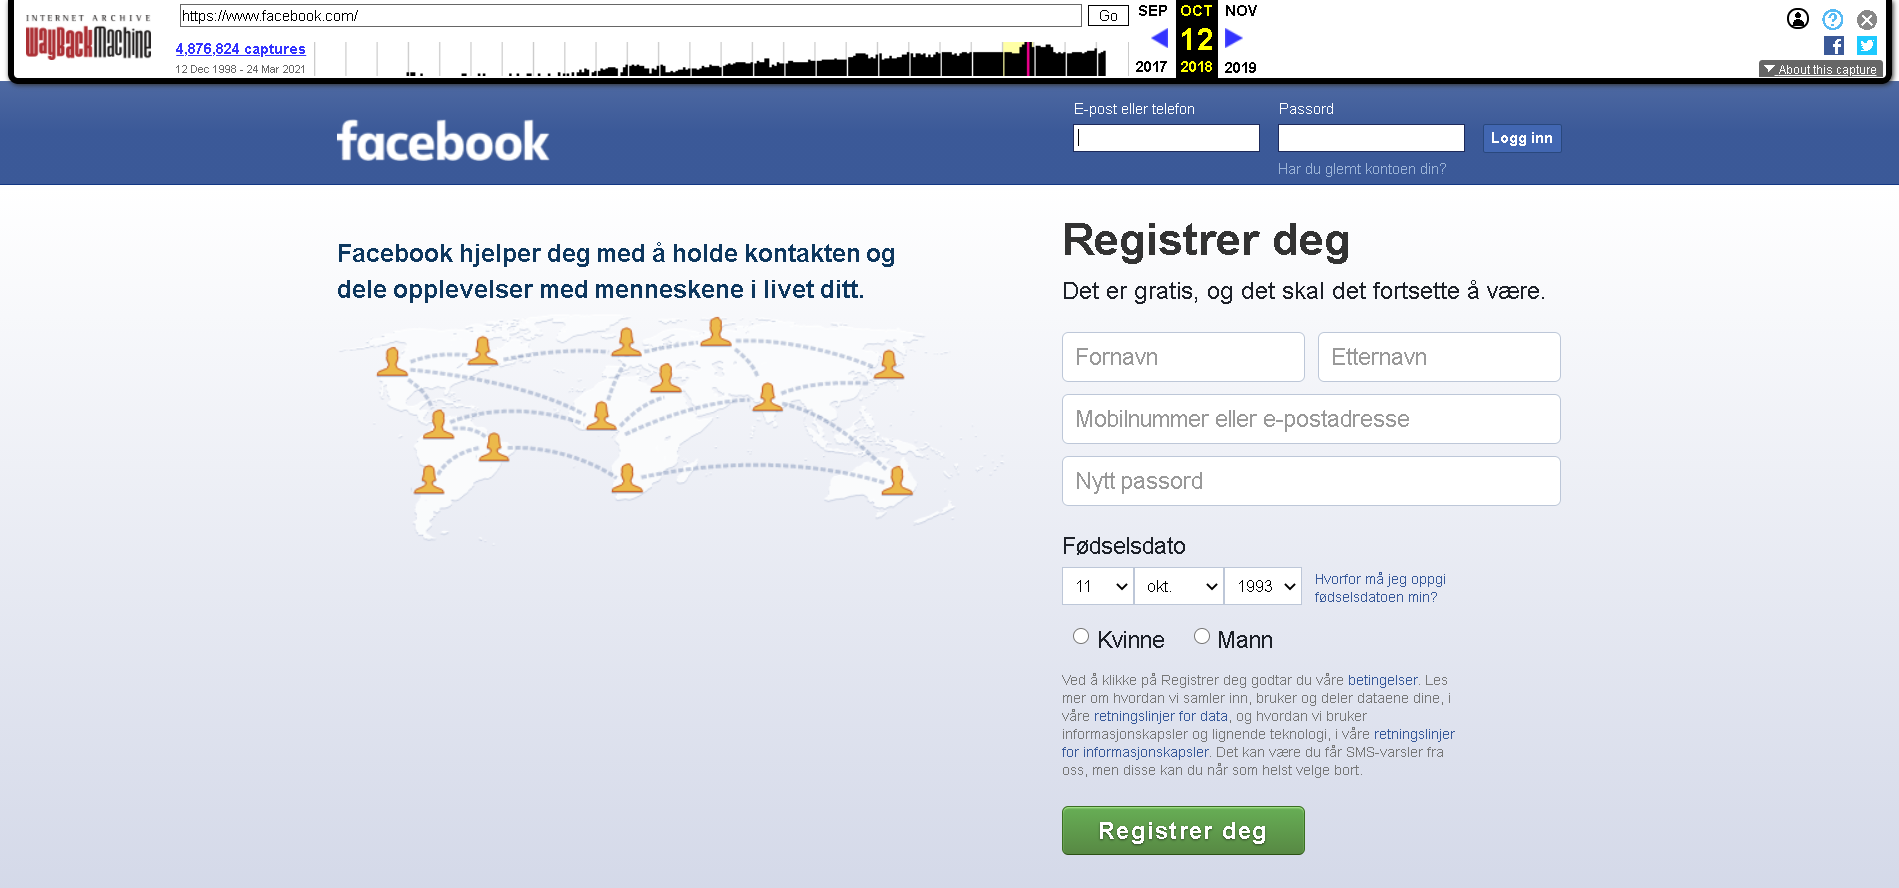 INTERNET ARCHIVE
WayBackMachine
https://www.facebook.com/
Go
4,876,824 captures
12 Dec 1998 - 24 Mar 2021
SEP OCT NOV
12
2017 2018 2019
About this capture
facebook
E-post eller telefon
Passord
Logg inn
Har du glemt kontoen din?
Facebook hjelper deg med å holde kontakten og
dele opplevelser med menneskene i livet ditt.
Registrer deg
Det er gratis, og det skal det fortsette å være.
Fornavn
Etternavn
Mobilnummer eller e-postadresse
Nytt passord
Fødselsdato
11
okt.
1993
Hvorfor må jeg oppgi
fødselsdatoen min?
Kvinne
Mann
Ved å klikke på Registrer deg godtar du våre betingelser. Les
mer om hvordan vi samler inn, bruker og deler dataene dine, i
våre retningslinjer for data, og hvordan vi bruker
informasjonskapsler og lignende teknologi, i våre retningslinjer
for informasjonskapsler. Det kan være du får SMS-varsler fra
oss, men disse kan du når som helst velge bort.
Registrer deg